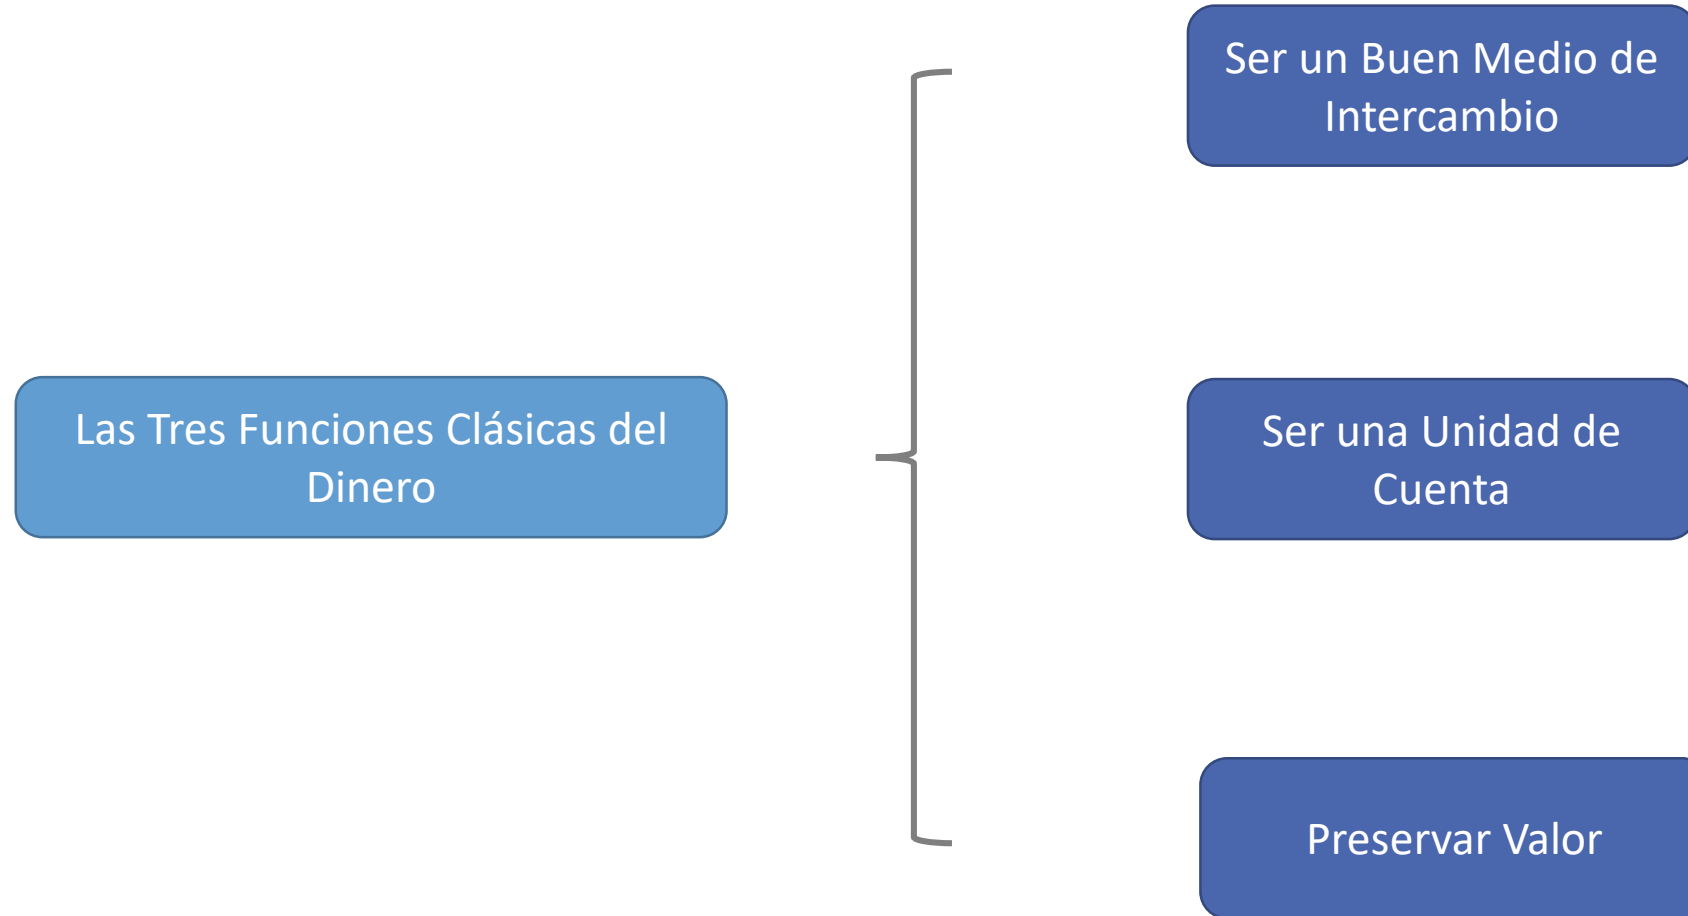 Ser un Buen Medio de
Intercambio
Las Tres Funciones Clásicas del
Dinero
Ser una Unidad de
Cuenta
Preservar Valor